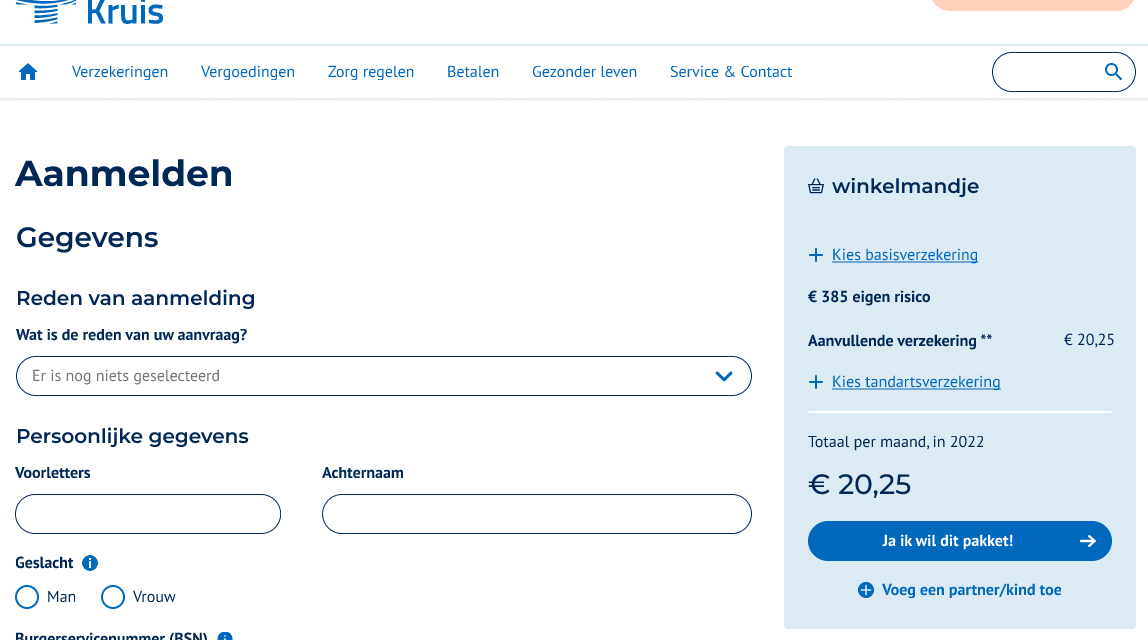 Kruis
Verzekeringen Vergoedingen Zorg regelen Betalen Gezonder leven Service & Contact
Aanmelden
Gegevens
Reden van aanmelding
Wat is de reden van uw aanvraag?
Er is nog niets geselecteerd
Persoonlijke gegevens
Voorletters Achternaam
Geslacht
Man Vrouw
Burgerservicenummer (BSN)
winkelmandje
Kies basisverzekering
€ 385 eigen risico
Aanvullende verzekering ** € 20,25
Kies tandartsverzekering
Totaal per maand, in 2022
€ 20,25
Ja ik wil dit pakket!
Voeg een partner/kind toe